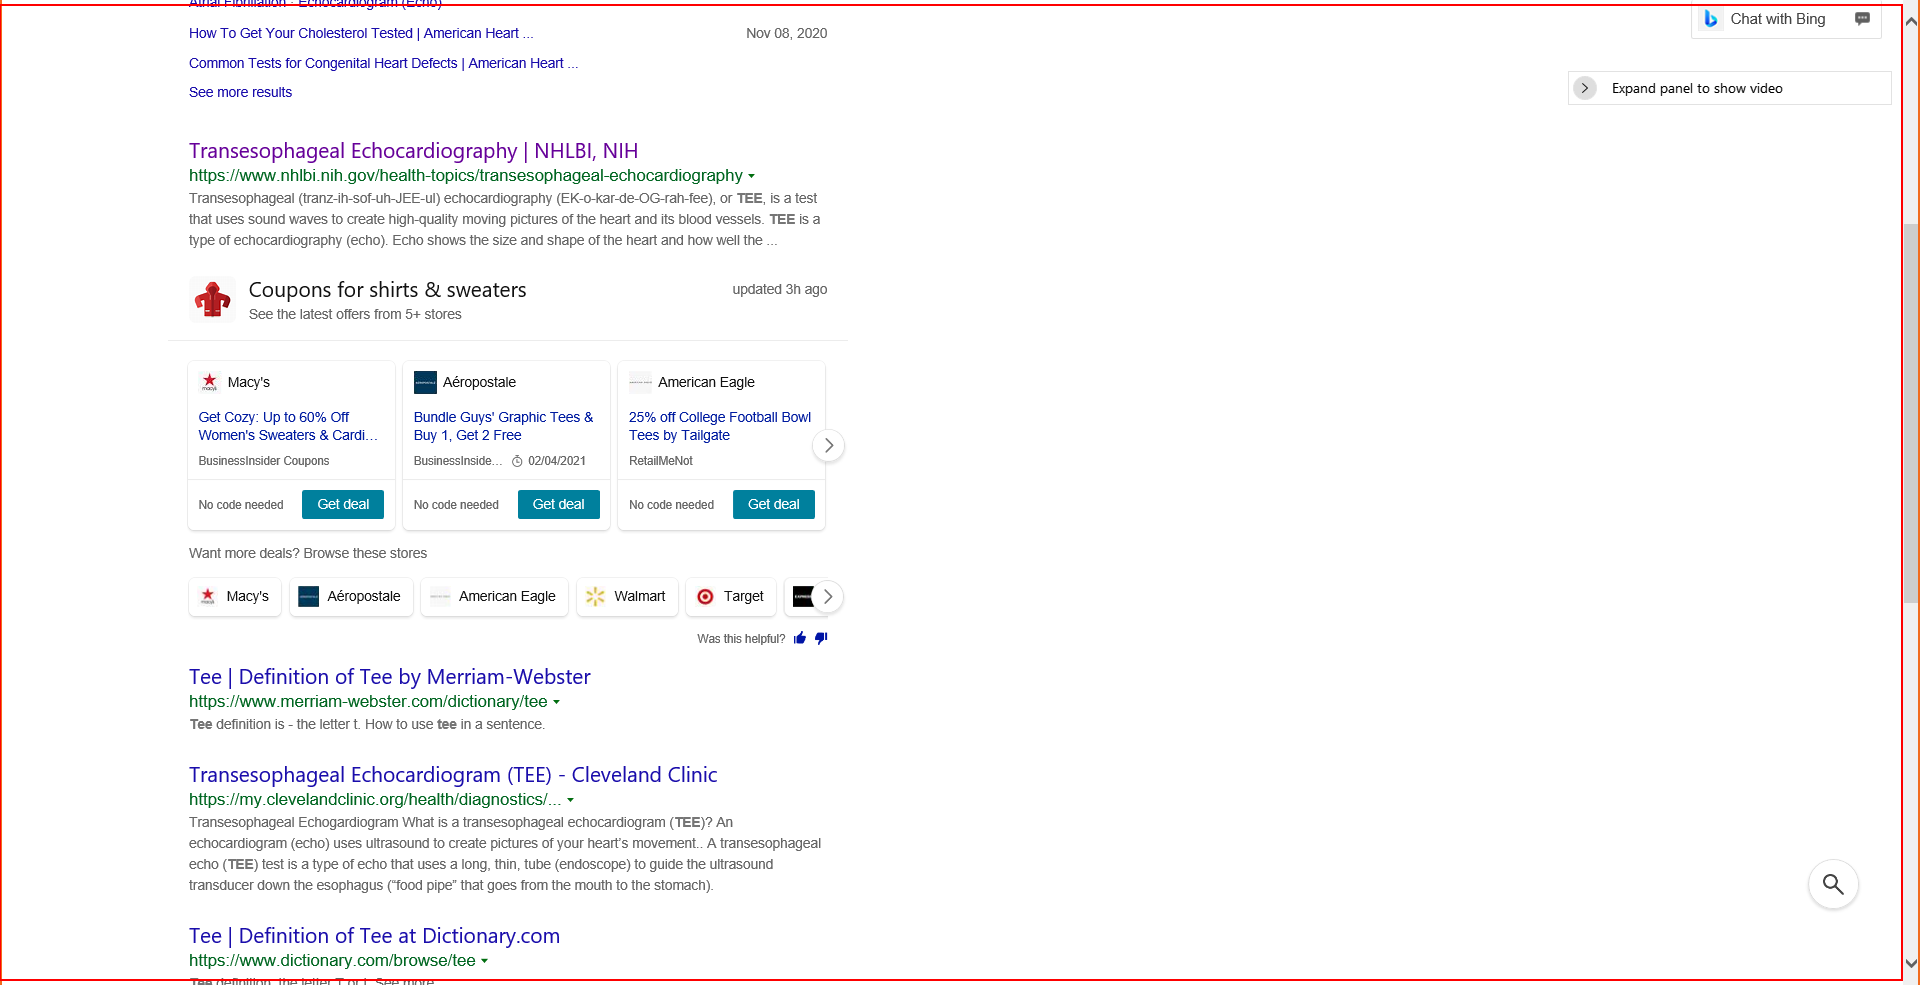 Atrial Fibrillation · Echocardiogram (Echo)
How To Get Your Cholesterol Tested | American Heart ...
Nov 08, 2020
Common Tests for Congenital Heart Defects | American Heart ...
See more results
Chat with Bing
Expand panel to show video
Transesophageal Echocardiography | NHLBI, NIH
https://www.nhlbi.nih.gov/health-topics/transesophageal-echocardiography
Transesophageal (tranz-ih-sof-uh-JEE-ul) echocardiography (EK-o-kar-de-OG-rah-fee), or TEE, is a test
that uses sound waves to create high-quality moving pictures of the heart and its blood vessels. TEE is a
type of echocardiography (echo). Echo shows the size and shape of the heart and how well the ...
Coupons for shirts & sweaters
updated 3h ago
See the latest offers from 5+ stores
Macy's
Get Cozy: Up to 60% Off
Women's Sweaters & Cardi...
BusinessInsider Coupons
No code needed
Get deal
Aéropostale
Bundle Guys' Graphic Tees &
Buy 1, Get 2 Free
BusinessInside... 02/04/2021
No code needed
Get deal
American Eagle
25% off College Football Bowl
Tees by Tailgate
RetailMeNot
No code needed
Get deal
Want more deals? Browse these stores
Macy's
Aéropostale
American Eagle
Walmart
Target
Was this helpful?
Tee | Definition of Tee by Merriam-Webster
https://www.merriam-webster.com/dictionary/tee
Tee definition is - the letter t. How to use tee in a sentence.
Transesophageal Echocardiogram (TEE) - Cleveland Clinic
https://my.clevelandclinic.org/health/diagnostics/...
Transesophageal Echogardiogram What is a transesophageal echocardiogram (TEE)? An
echocardiogram (echo) uses ultrasound to create pictures of your heart's movement.. A transesophageal
echo (TEE) test is a type of echo that uses a long, thin, tube (endoscope) to guide the ultrasound
transducer down the esophagus (“food pipe” that goes from the mouth to the stomach).
Tee | Definition of Tee at Dictionary.com
https://www.dictionary.com/browse/tee
Tee definition, the letter T or t. See more.